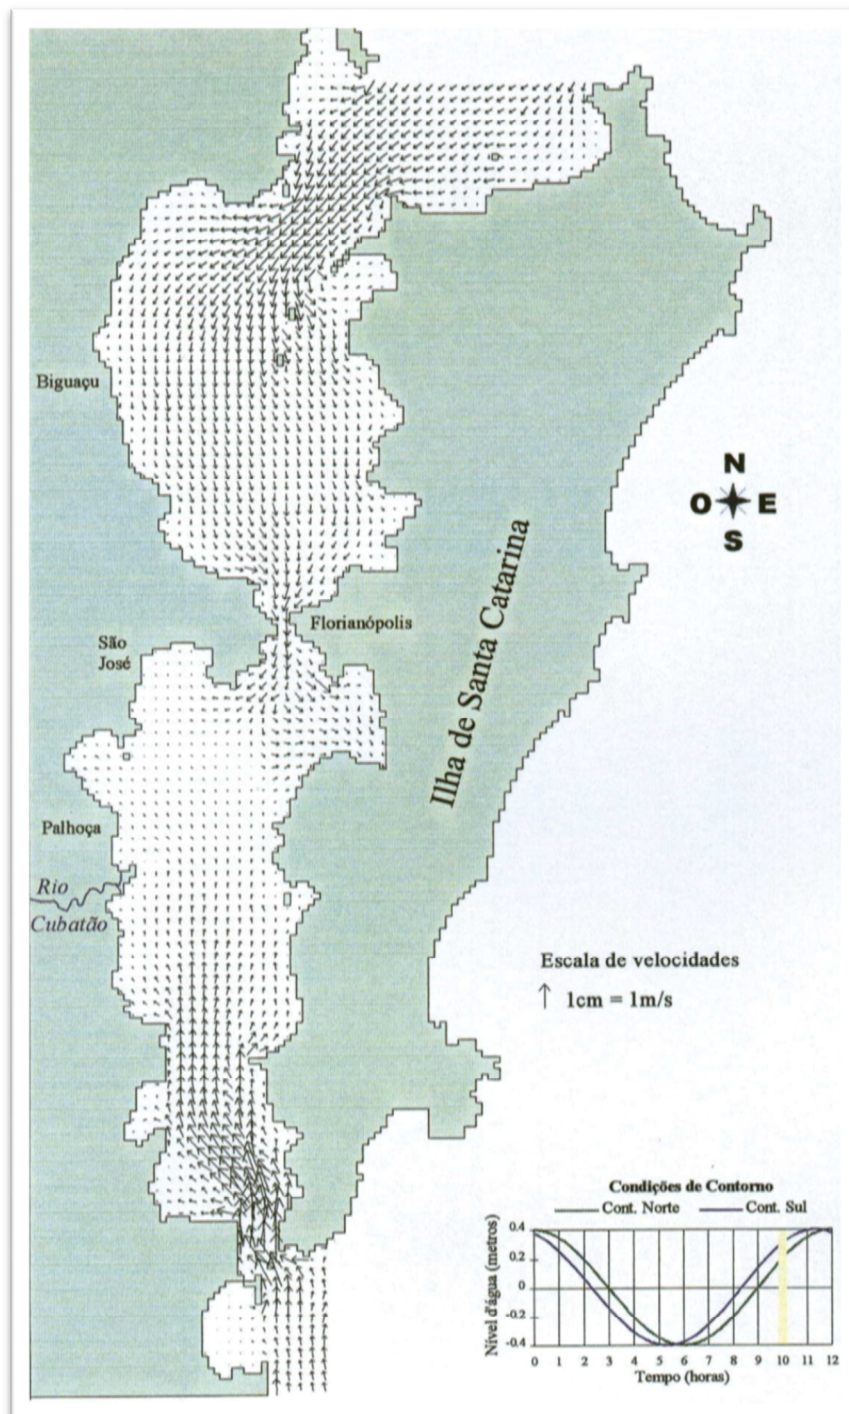 Biguaçu
N
O E
S
Florianópolis
São
José
Ilha de Santa Catarina
Palhoça
Rio
Cubatão
Escala de velocidades
↑ 1cm = 1m/s
Condições de Contorno
Cont. Norte Cont. Sul
Nível d'água (metros)
0.4
0.2
0
-0.2
-0.4
0 1 2 3 4 5 6 7 8 9 10 11 12
Tempo (horas)